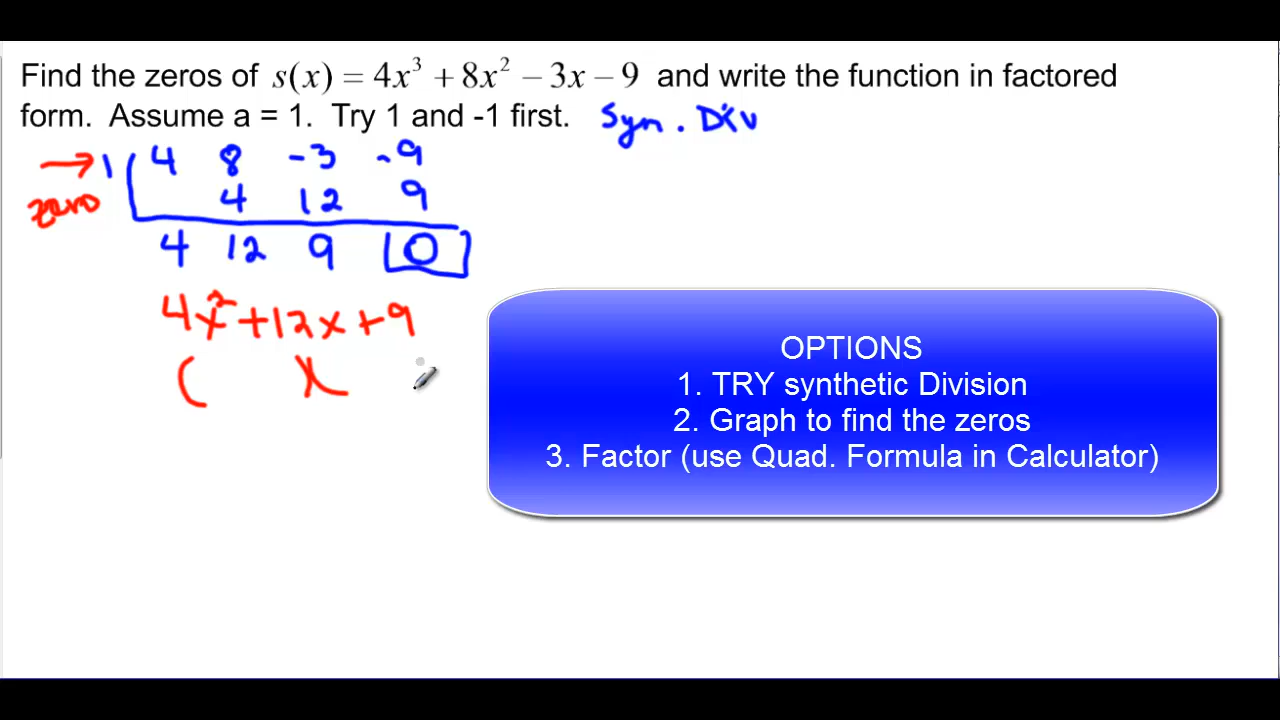 Find the zeros of s(x) = 4x³ + 8x² − 3x − 9 and write the function in factored
form. Assume a = 1. Try 1 and -1 first. Syn. Div
→ 1 4 8 -3 -9
zero 4 12 9
4 12 9 0
4x²+12x+9
( )(
OPTIONS
1. TRY synthetic Division
2. Graph to find the zeros
3. Factor (use Quad. Formula in Calculator)